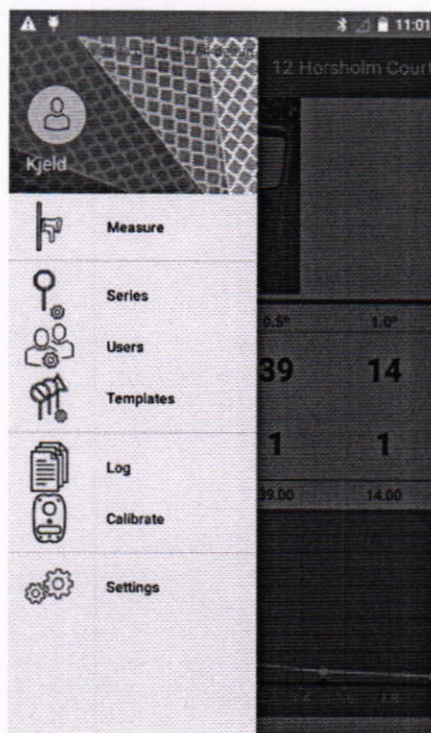 11:01
12 Horsholm Court
Kjeld
Measure
Series
0.5° 1.0°
Users
39 14
Templates
1 1
Log
39.00 14.00
Calibrate
Settings